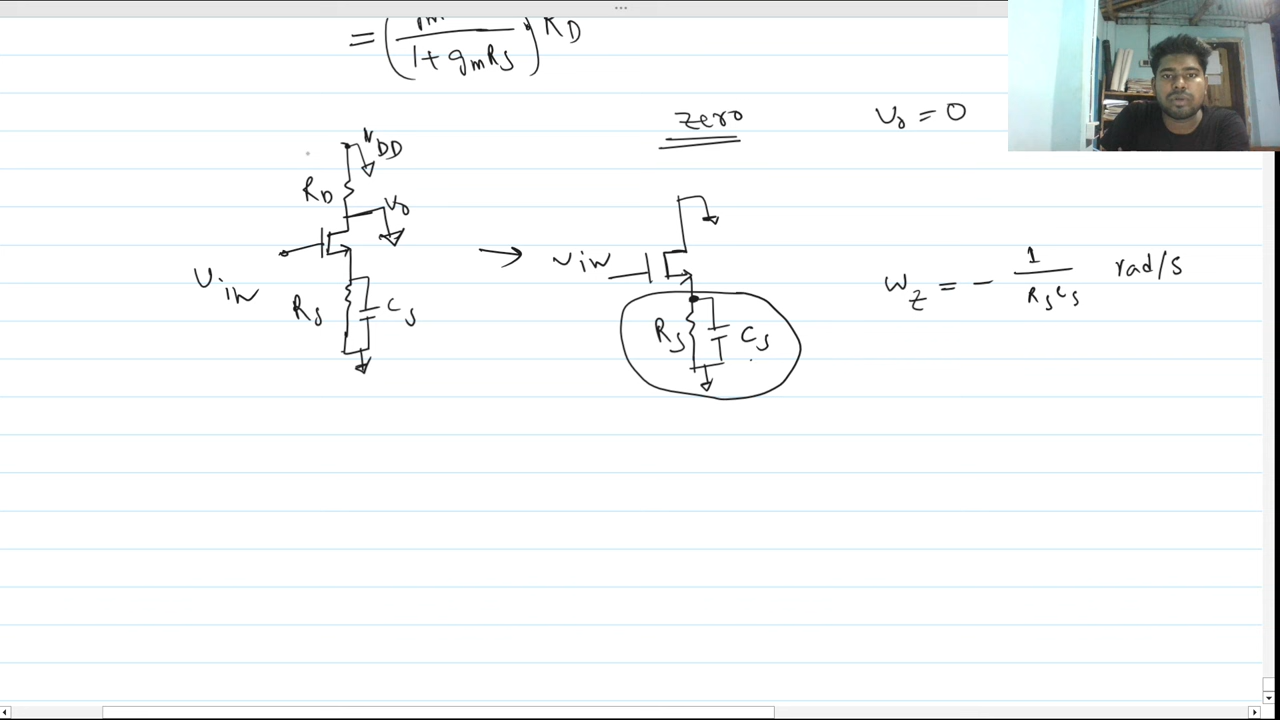 = ( / 1 + gmRS ) RD
zero
Vo = 0
VDD
RD
Vo
Vin
RS
CS
→
Vin
RS
CS
ωz = - 1 / RSCS rad/s